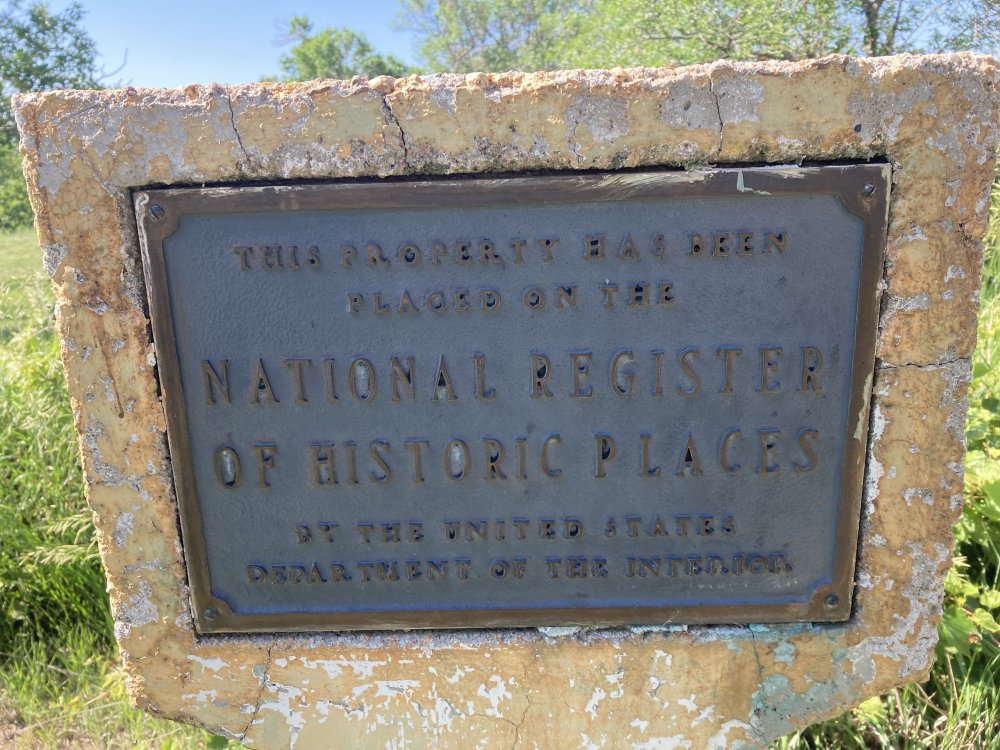 THIS PROPERTY HAS BEEN
PLACED ON THE
NATIONAL REGISTER
OF HISTORIC PLACES
BY THE UNITED STATES
DEPARTMENT OF THE INTERIOR